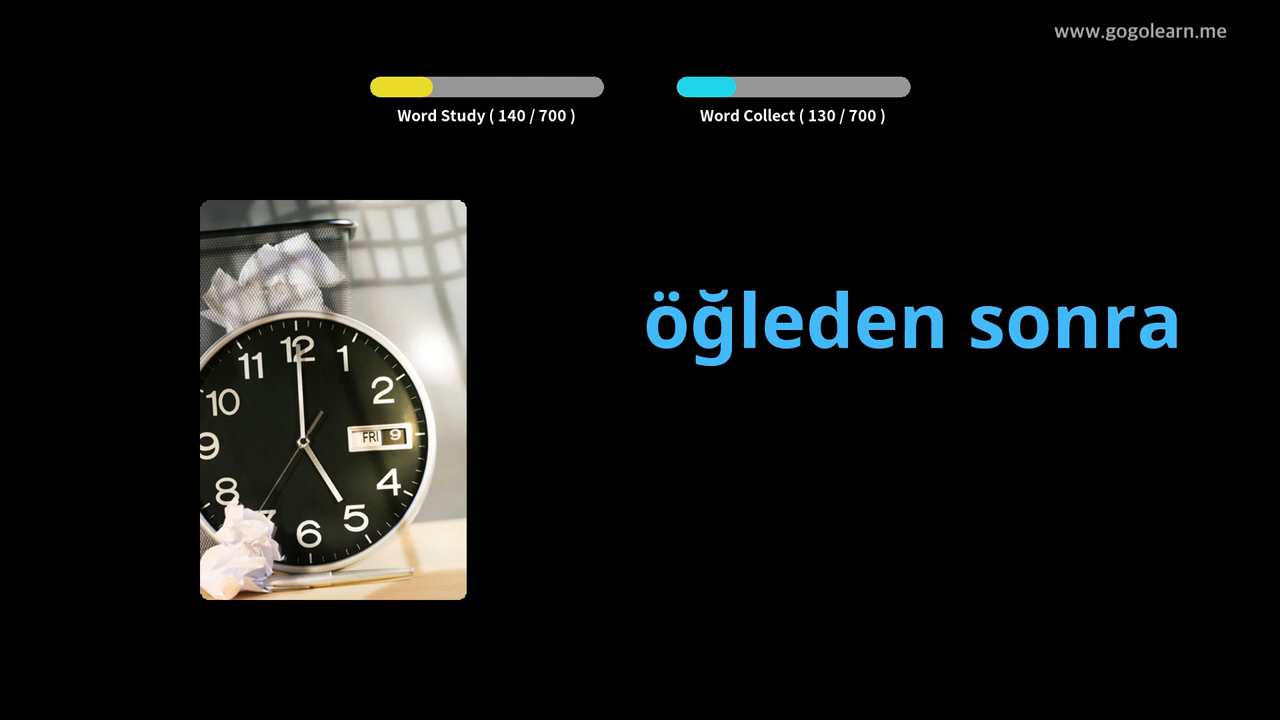 www.gogolearn.me
Word Study ( 140 / 700 )
Word Collect ( 130 / 700 )
öğleden sonra
12
1
2
FRI 9
4
5
6
7
8
9
10
11